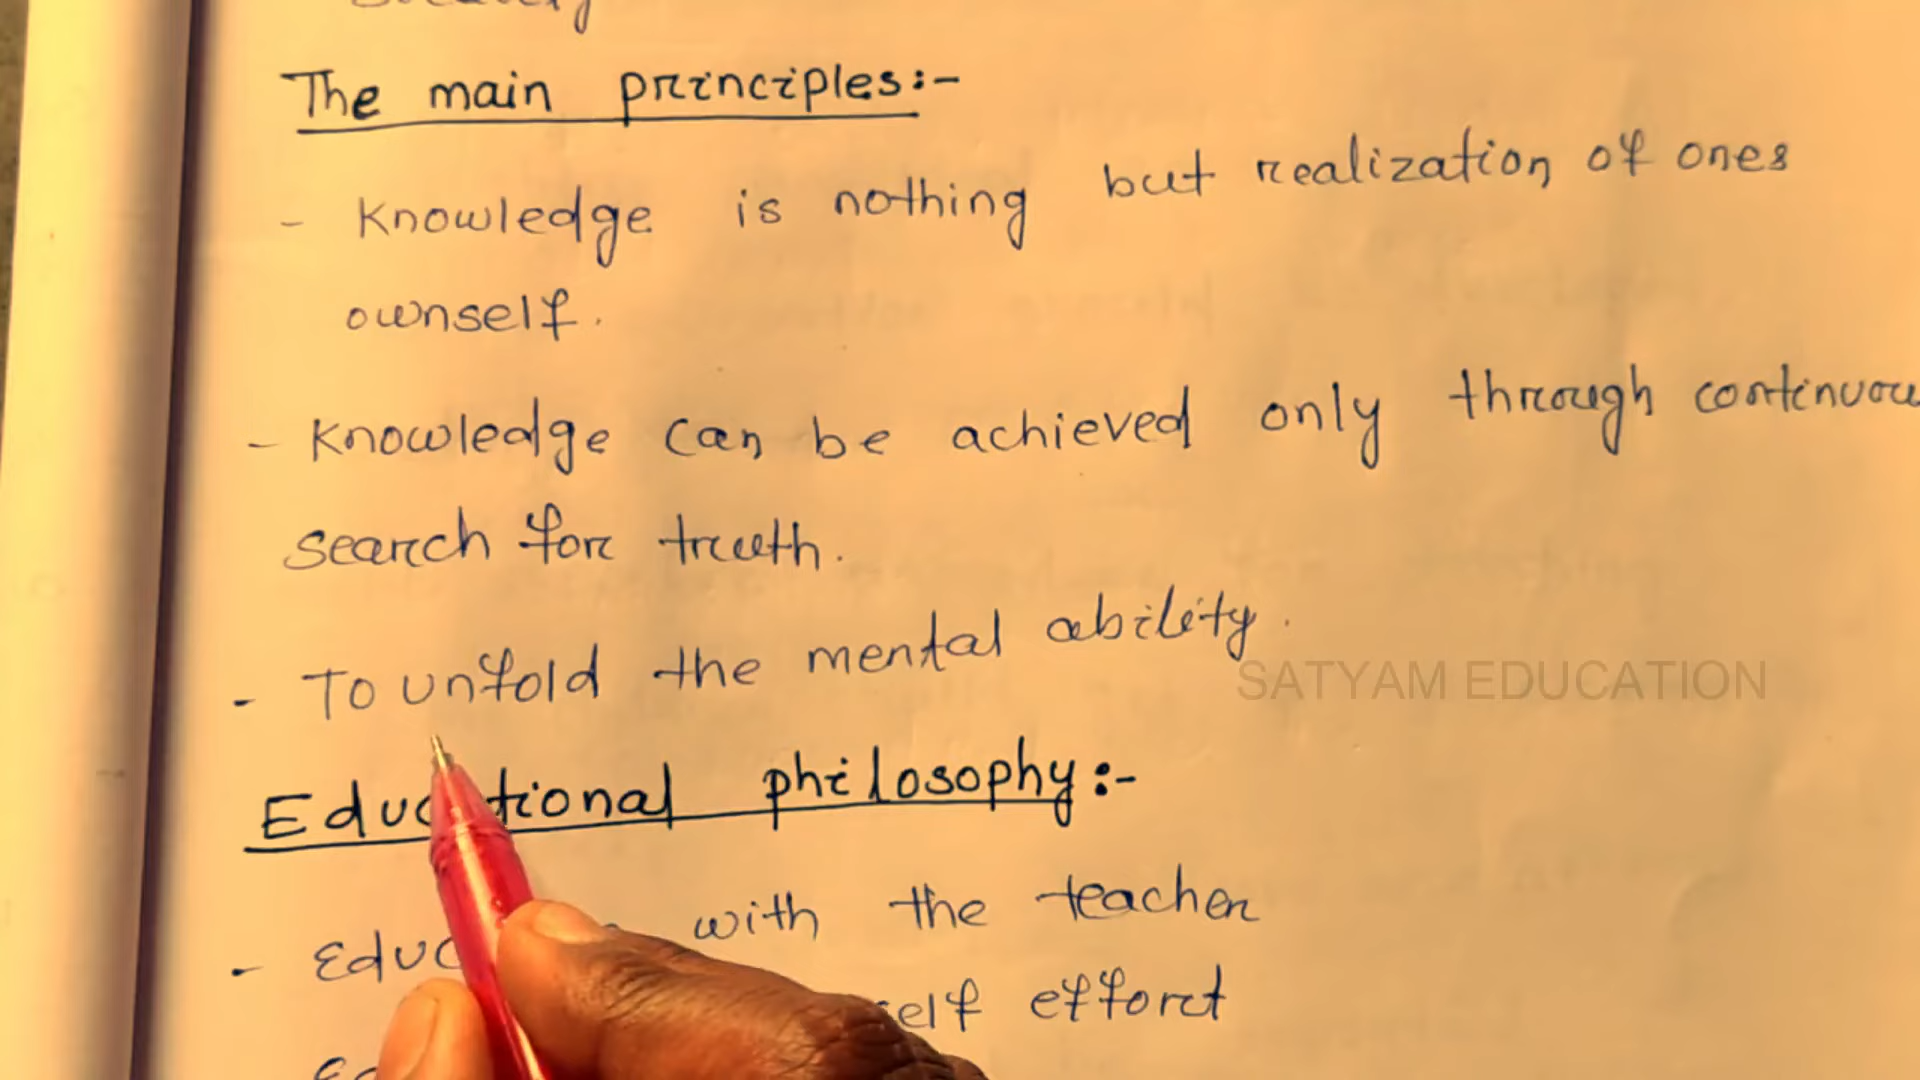 The main principles:-
- Knowledge is nothing but realization of ones
ownself.
- Knowledge can be achieved only through
search for truth.
- To unfold the mental ability.
SATYAM EDUCATION
Educational philosophy:-
- with the teacher
effort